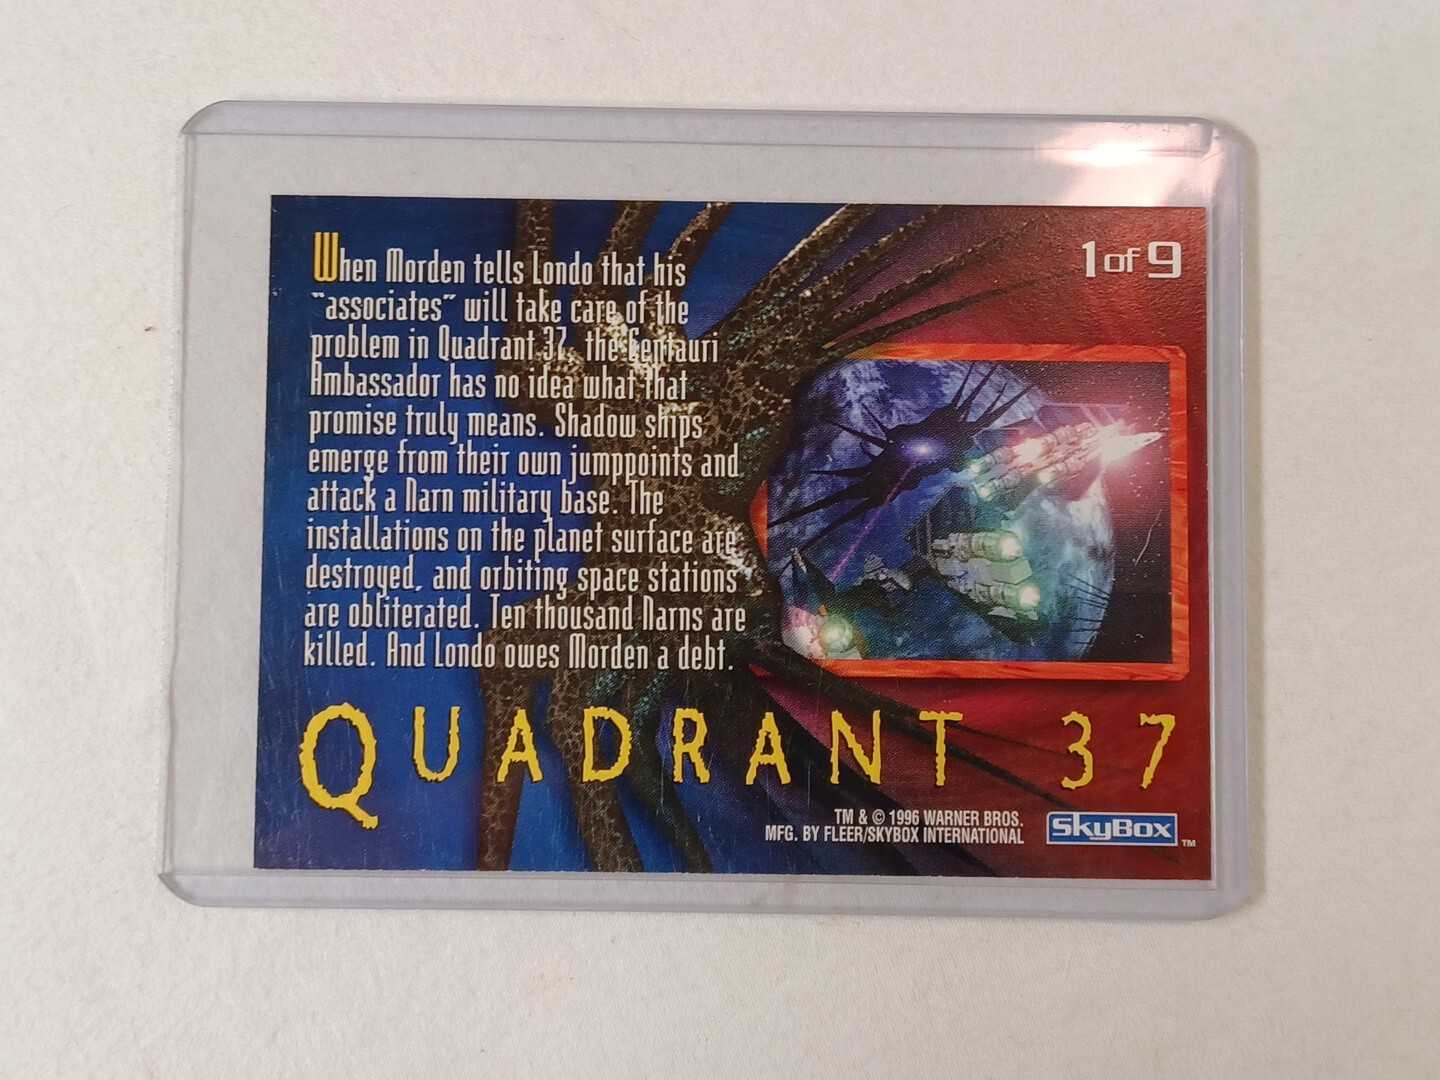 When Morden tells Londo that his
"associates" will take care of the
problem in Quadrant 37, the Centauri
Ambassador has no idea what that
promise truly means. Shadow ships
emerge from their own jumppoints and
attack a Narn military base. The
installations on the planet surface are
destroyed, and orbiting space stations
are obliterated. Ten thousand Narns are
killed. And Londo owes Morden a debt.
1 of 9
QUADRANT 37
TM & © 1996 WARNER BROS.
MFG. BY FLEER/SKYBOX INTERNATIONAL
SkyBox™